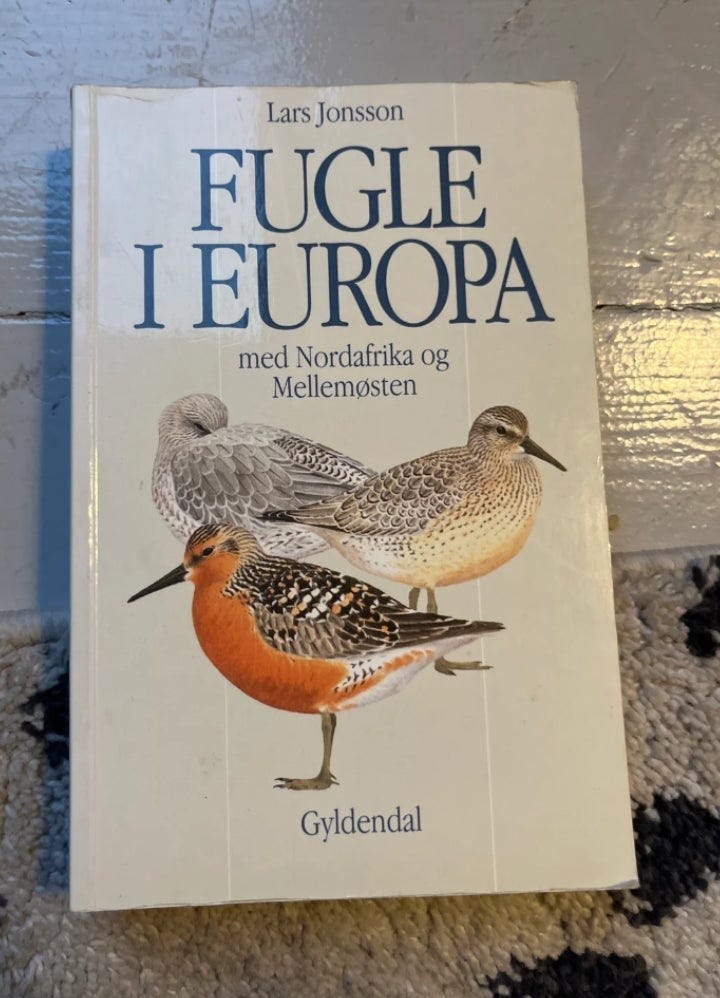 Lars Jonsson
FUGLE
I EUROPA
med Nordafrika og
Mellemøsten
Gyldendal